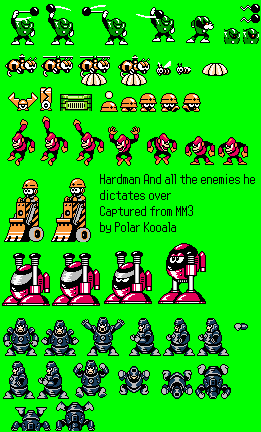 Hardman And all the enemies he
dictates over
Captured from MM3
by Polar Kooala